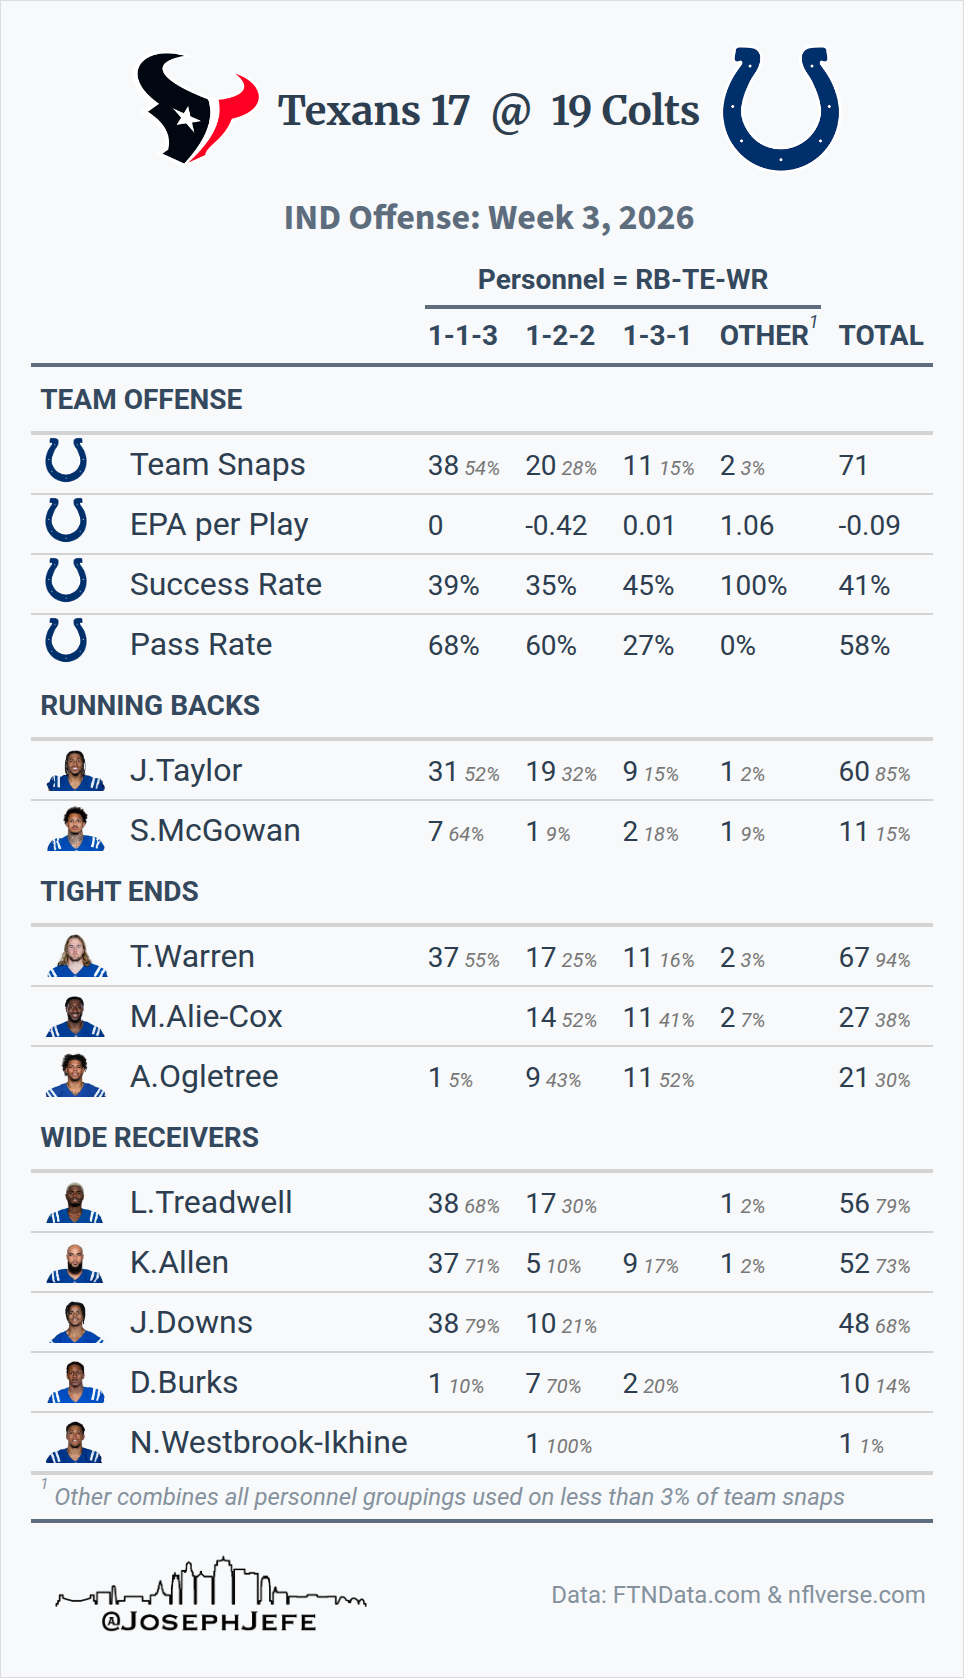 Texans 17 @ 19 Colts
IND Offense: Week 3, 2026
Personnel = RB-TE-WR
1-1-3 1-2-2 1-3-1 OTHER1 TOTAL
TEAM OFFENSE
Team Snaps 38 54% 20 28% 11 15% 2 3% 71
EPA per Play 0 -0.42 0.01 1.06 -0.09
Success Rate 39% 35% 45% 100% 41%
Pass Rate 68% 60% 27% 0% 58%
RUNNING BACKS
J.Taylor 31 52% 19 32% 9 15% 1 2% 60 85%
S.McGowan 7 64% 1 9% 2 18% 1 9% 11 15%
TIGHT ENDS
T.Warren 37 55% 17 25% 11 16% 2 3% 67 94%
M.Alie-Cox 14 52% 11 41% 2 7% 27 38%
A.Ogletree 1 5% 9 43% 11 52% 21 30%
WIDE RECEIVERS
L.Treadwell 38 68% 17 30% 1 2% 56 79%
K.Allen 37 71% 5 10% 9 17% 1 2% 52 73%
J.Downs 38 79% 10 21% 48 68%
D.Burks 1 10% 7 70% 2 20% 10 14%
N.Westbrook-Ikhine 1 100% 1 1%
1 Other combines all personnel groupings used on less than 3% of team snaps
@JOSEPHJEFE
Data: FTNData.com & nflverse.com